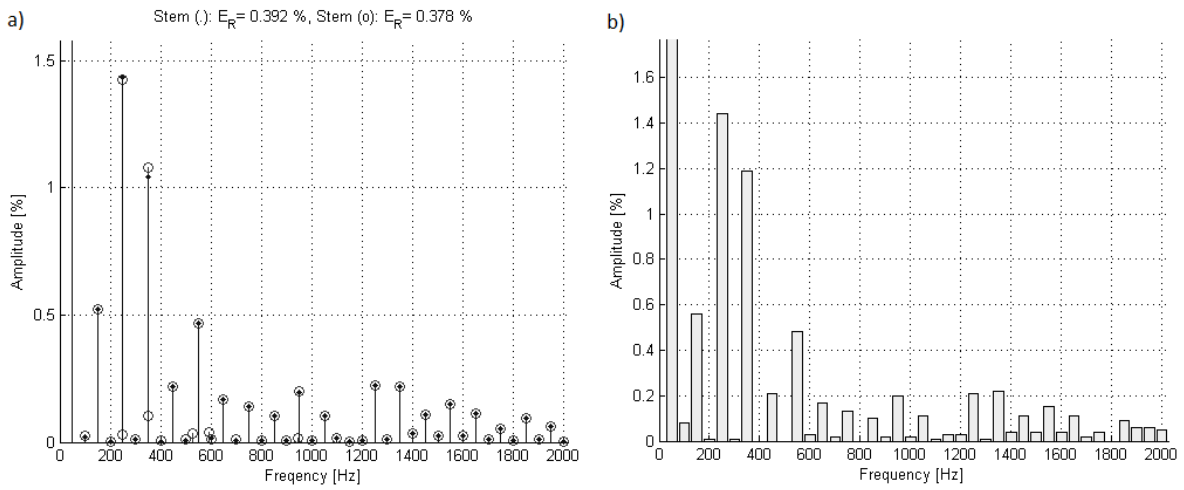 a)
Stem (.): E_R= 0.392 %, Stem (o): E_R= 0.378 %
Amplitude [%]
1.5
1
0.5
0
0 200 400 600 800 1000 1200 1400 1600 1800 2000
Freqency [Hz]
b)
Amplitude [%]
1.6
1.4
1.2
1
0.8
0.6
0.4
0.2
0
0 200 400 600 800 1000 1200 1400 1600 1800 2000
Frequency [Hz]